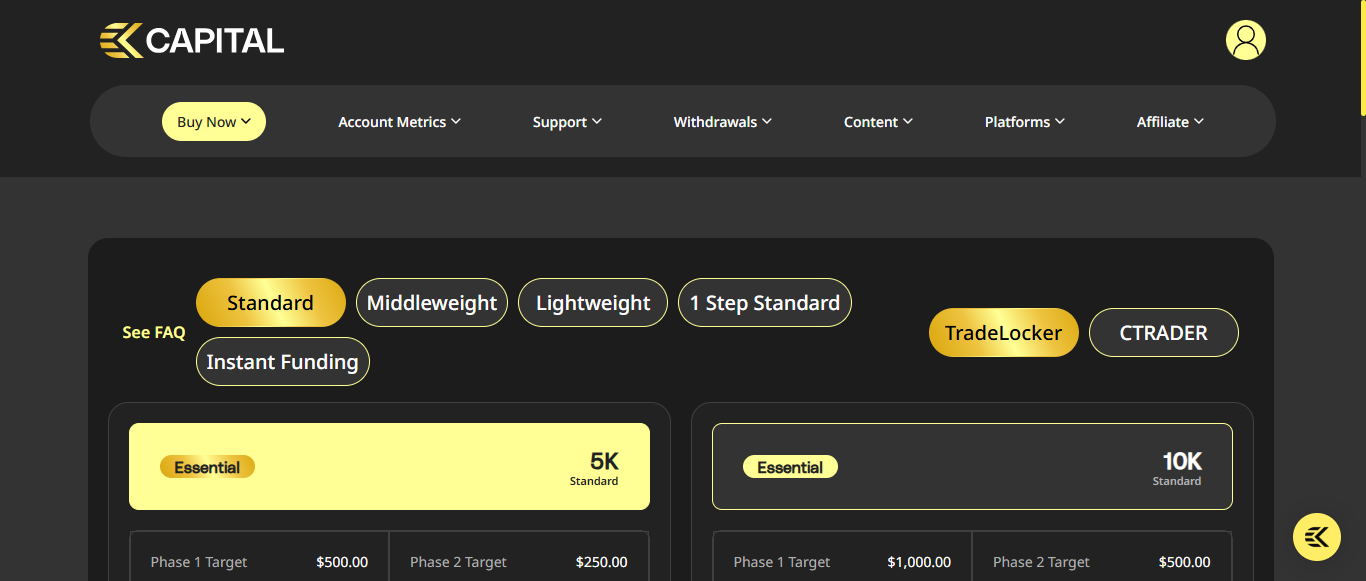 EK CAPITAL
Buy Now Account Metrics Support Withdrawals Content Platforms Affiliate
See FAQ
Standard Middleweight Lightweight 1 Step Standard
Instant Funding
TradeLocker CTRADER
Essential 5K
Standard
Phase 1 Target $500.00 Phase 2 Target $250.00
Essential 10K
Standard
Phase 1 Target $1,000.00 Phase 2 Target $500.00
EK